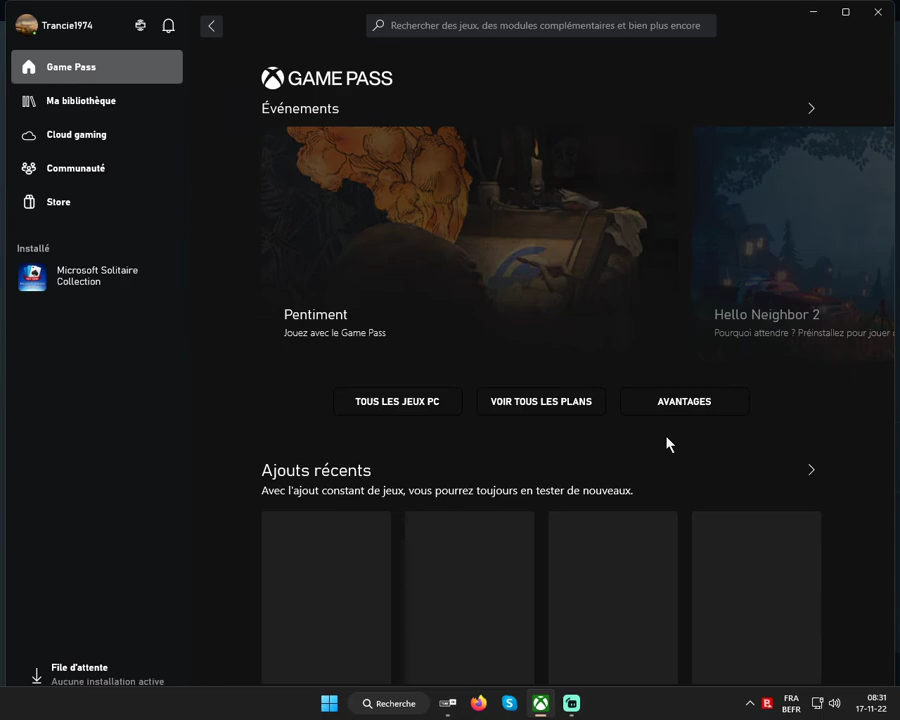 Trancie1974
Rechercher des jeux, des modules complémentaires et bien plus encore
Game Pass
Ma bibliothèque
Cloud gaming
Communauté
Store
Installé
Microsoft Solitaire
Collection
File d'attente
Aucune installation active
GAME PASS
Événements
Pentiment
Jouez avec le Game Pass
Hello Neighbor 2
Pourquoi attendre ? Préinstallez pour jouer
TOUS LES JEUX PC
VOIR TOUS LES PLANS
AVANTAGES
Ajouts récents
Avec l'ajout constant de jeux, vous pourrez toujours en tester de nouveaux.
Recherche
FRA
BEFR
08:31
17-11-22